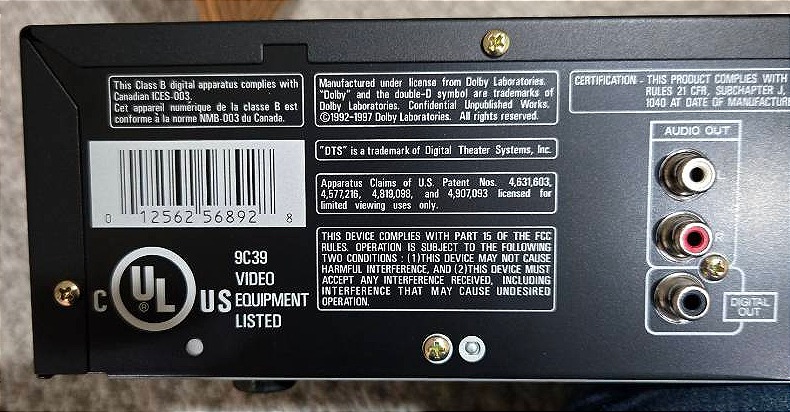 This Class B digital apparatus complies with
Canadian ICES-003.
Cet appareil numérique de la classe B est
conforme à la norme NMB-003 du Canada.
Manufactured under license from Dolby Laboratories.
"Dolby" and the double-D symbol are trademarks of
Dolby Laboratories. Confidential Unpublished Works.
©1992-1997 Dolby Laboratories. All rights reserved.
CERTIFICATION - THIS PRODUCT COMPLIES WITH
RULES 21 CFR, SUBCHAPTER J,
1040 AT DATE OF MANUFACTURE
"DTS" is a trademark of Digital Theater Systems, Inc.
Apparatus Claims of U.S. Patent Nos. 4,631,603,
4,577,216, 4,819,098, and 4,907,093 licensed for
limited viewing uses only.
THIS DEVICE COMPLIES WITH PART 15 OF THE FCC
RULES. OPERATION IS SUBJECT TO THE FOLLOWING
TWO CONDITIONS : (1)THIS DEVICE MAY NOT CAUSE
HARMFUL INTERFERENCE, AND (2)THIS DEVICE MUST
ACCEPT ANY INTERFERENCE RECEIVED, INCLUDING
INTERFERENCE THAT MAY CAUSE UNDESIRED
OPERATION.
0 12562 56892 8
C UL ® US
9C39
VIDEO
EQUIPMENT
LISTED
AUDIO OUT
L
R
DIGITAL
OUT